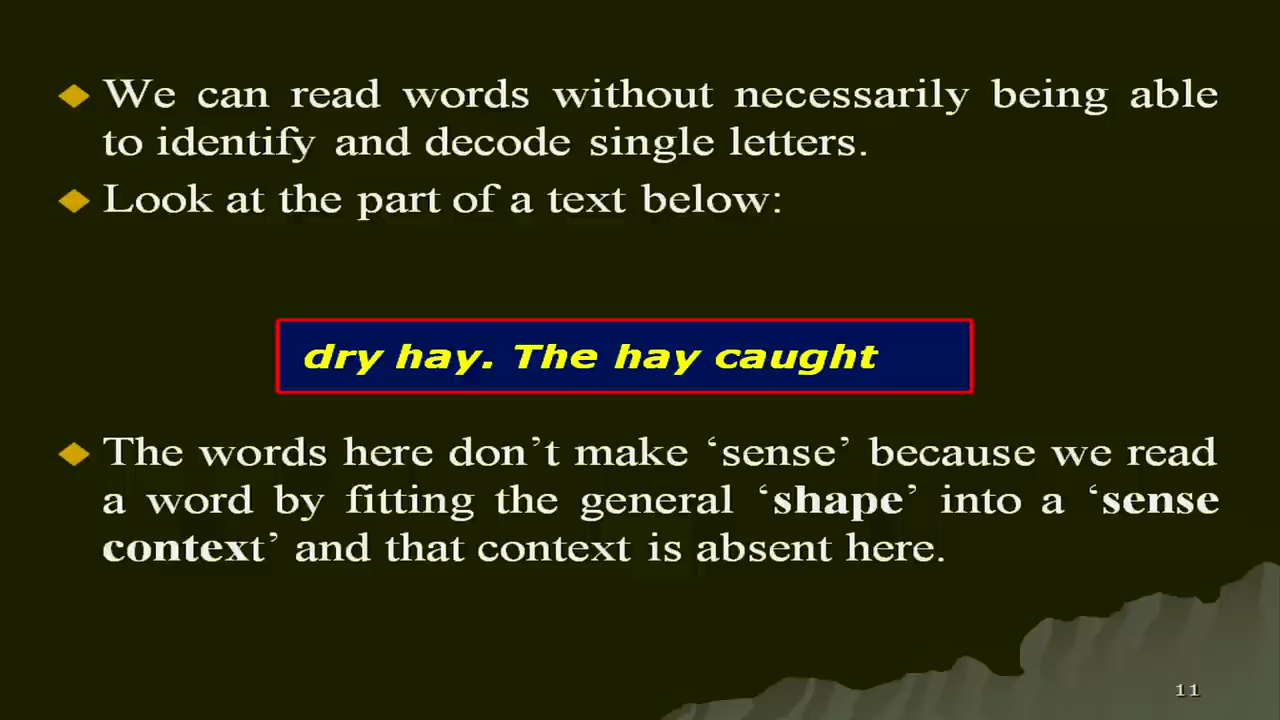 We can read words without necessarily being able
to identify and decode single letters.
Look at the part of a text below:
dry hay. The hay caught
The words here don’t make ‘sense’ because we read
a word by fitting the general ‘shape’ into a ‘sense
context’ and that context is absent here.
11